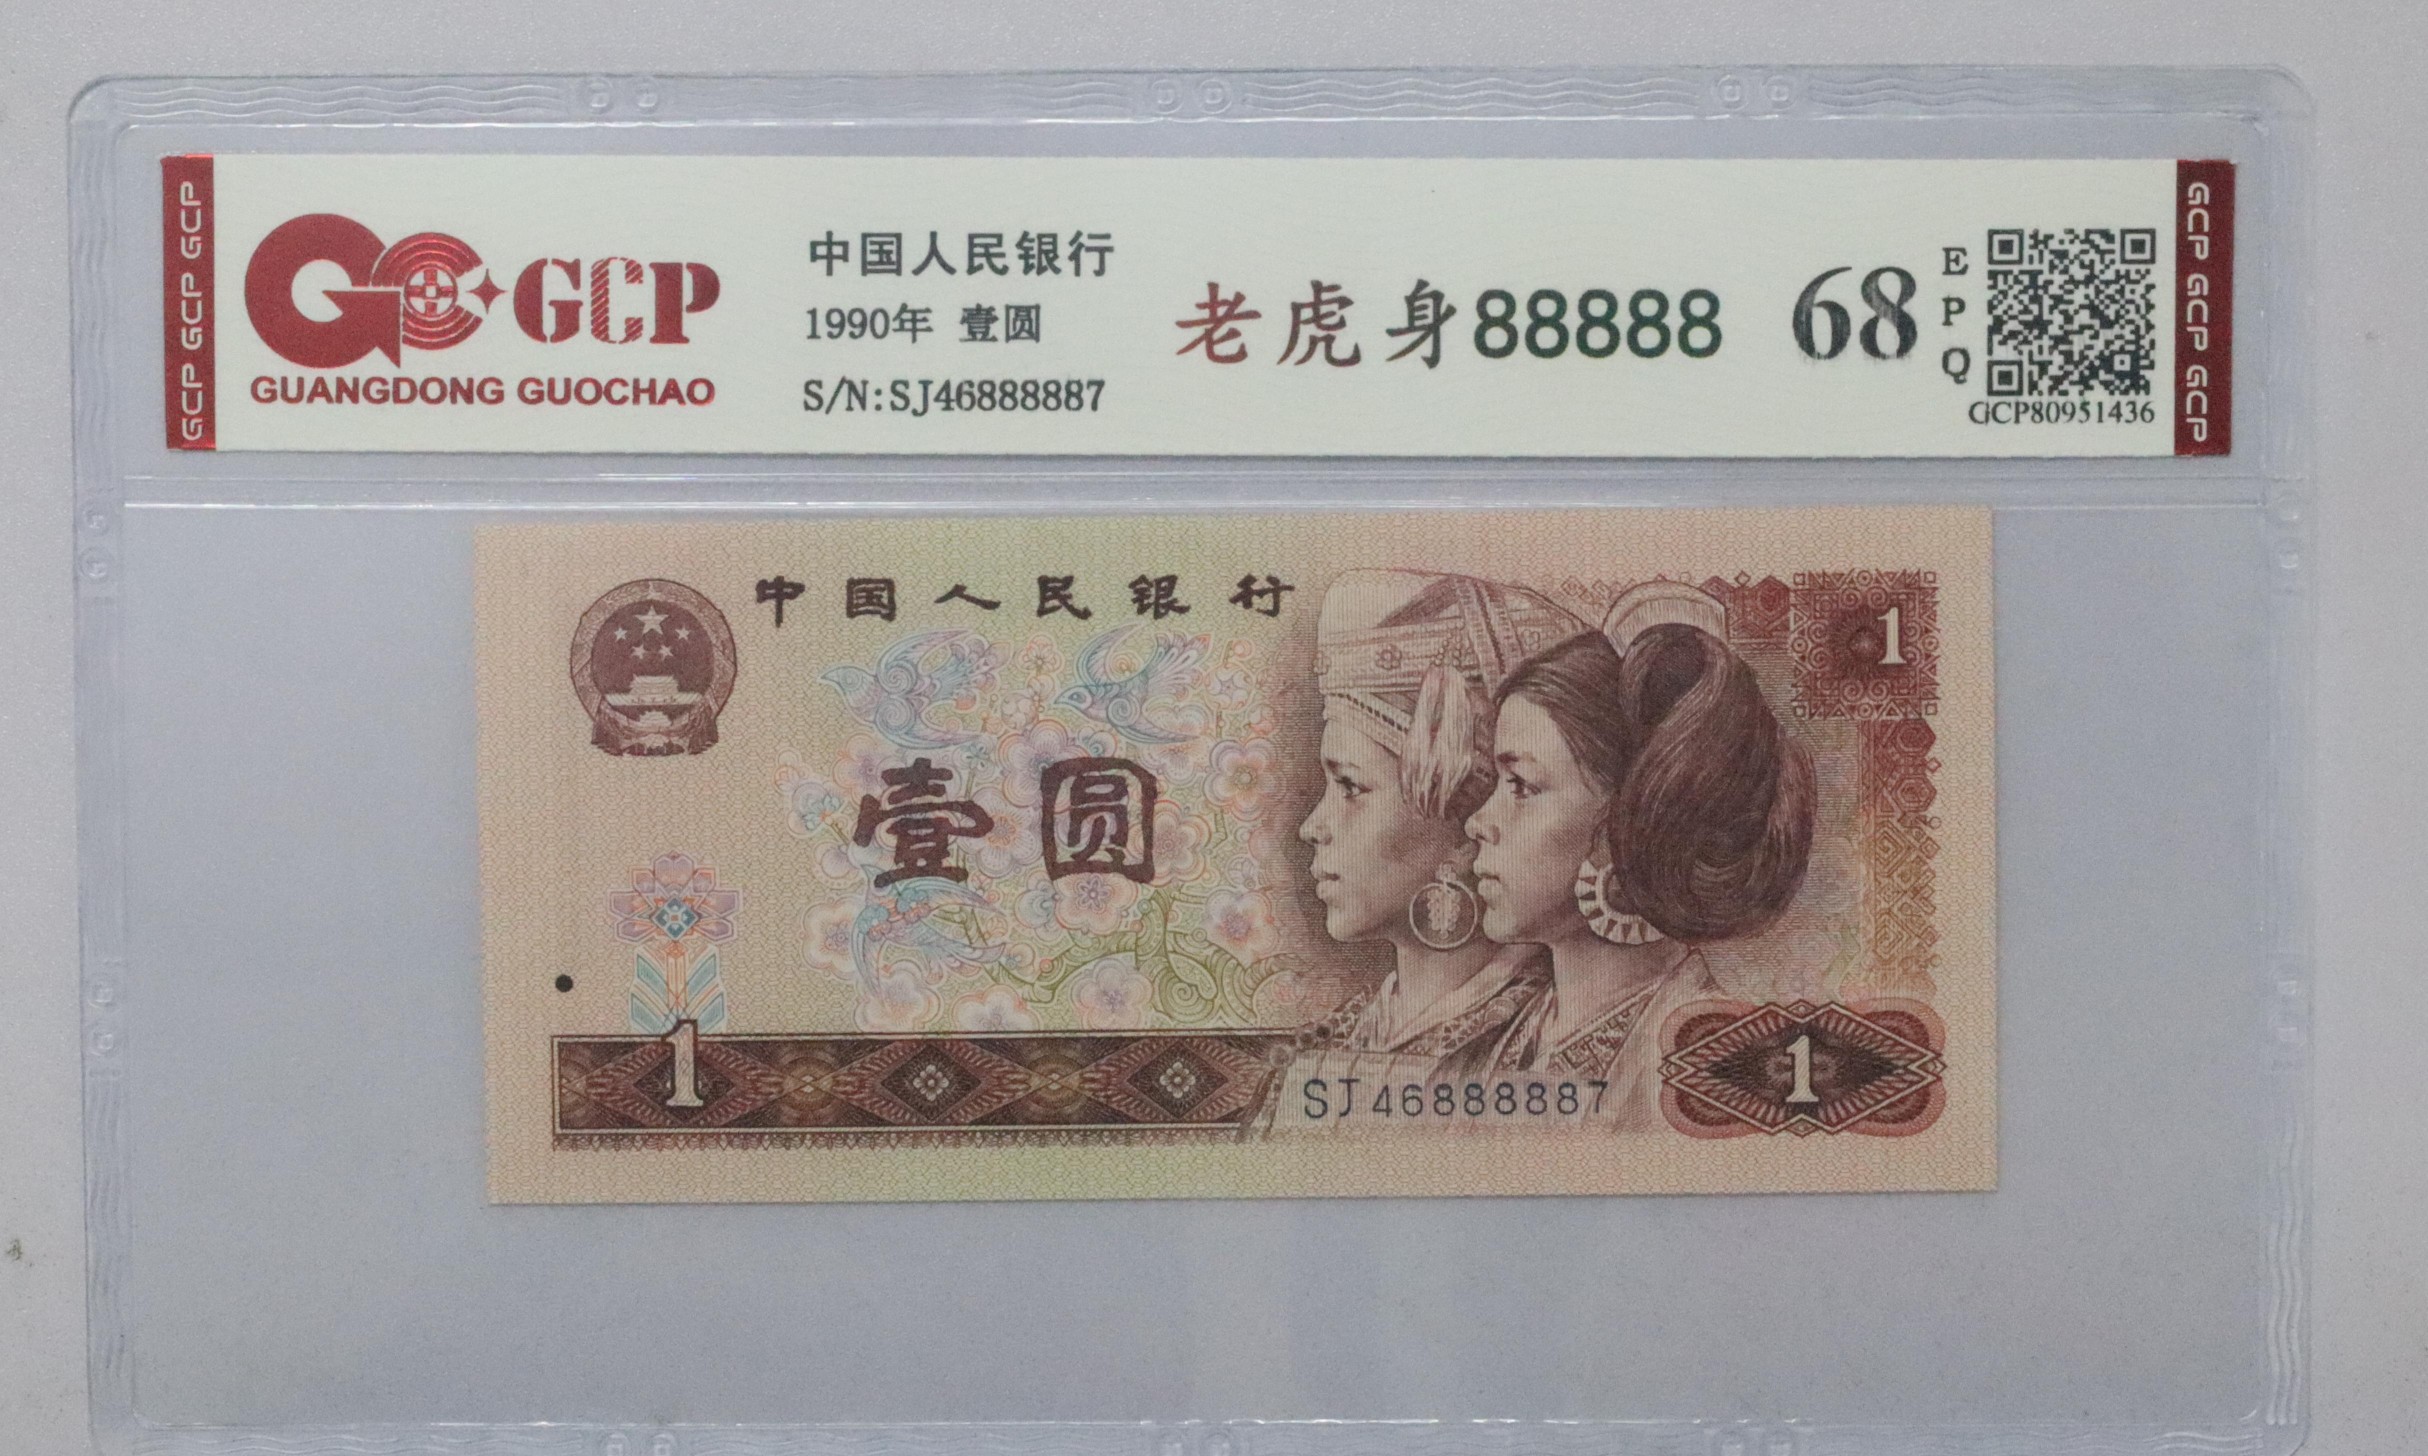 GCP GCP GCP
GCP
GUANGDONG GUOCHAO
中国人民银行
1990年 壹圆
S/N:SJ46888887
老虎身88888
68
EPQ
GCP80951436
GCP GCP GCP
中国人民银行
1
壹圆
1
SJ46888887
1